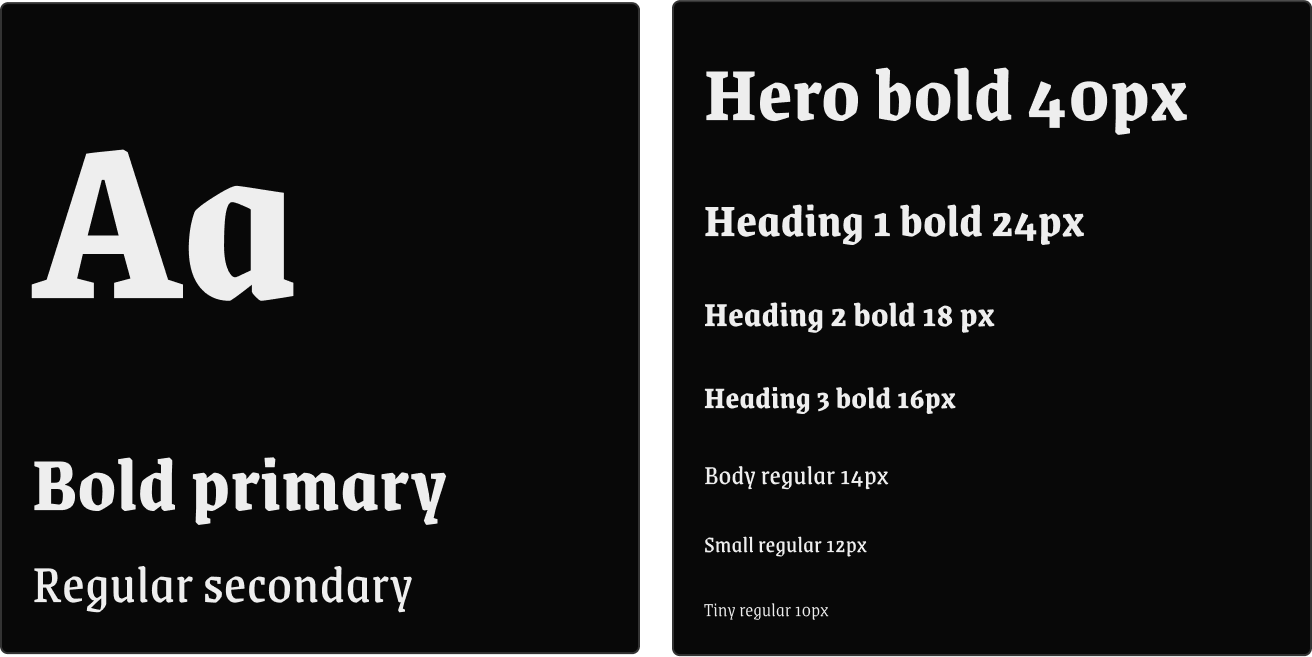 Aa
Bold primary
Regular secondary
Hero bold 40px
Heading 1 bold 24px
Heading 2 bold 18 px
Heading 3 bold 16px
Body regular 14px
Small regular 12px
Tiny regular 10px